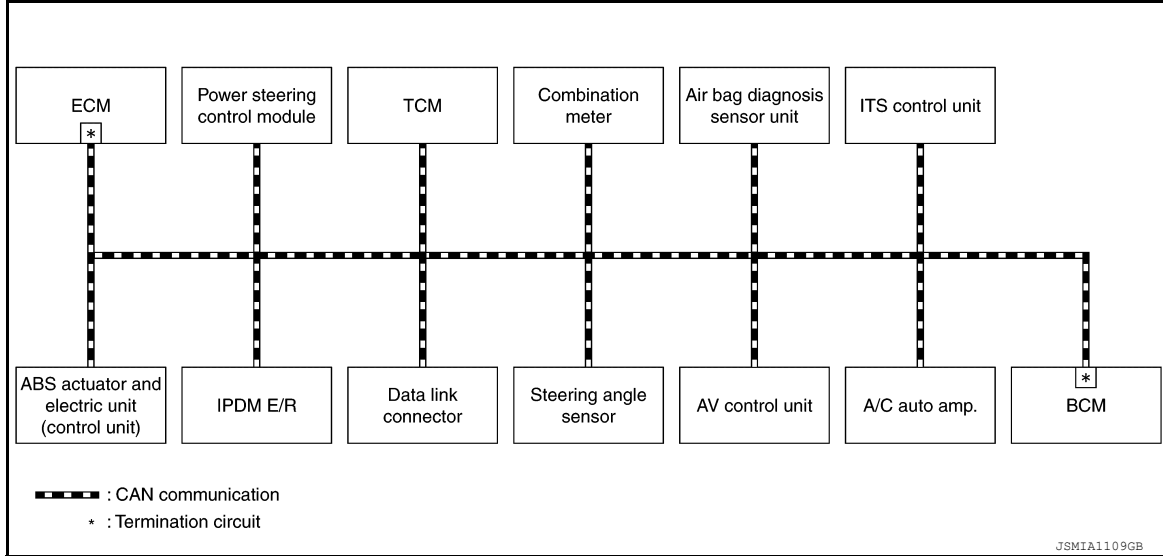 ECM
*
Power steering
control module
TCM
Combination
meter
Air bag diagnosis
sensor unit
ITS control unit
ABS actuator and
electric unit
(control unit)
IPDM E/R
Data link
connector
Steering angle
sensor
AV control unit
A/C auto amp.
*
BCM
: CAN communication
* : Termination circuit
JSMIA1109GB